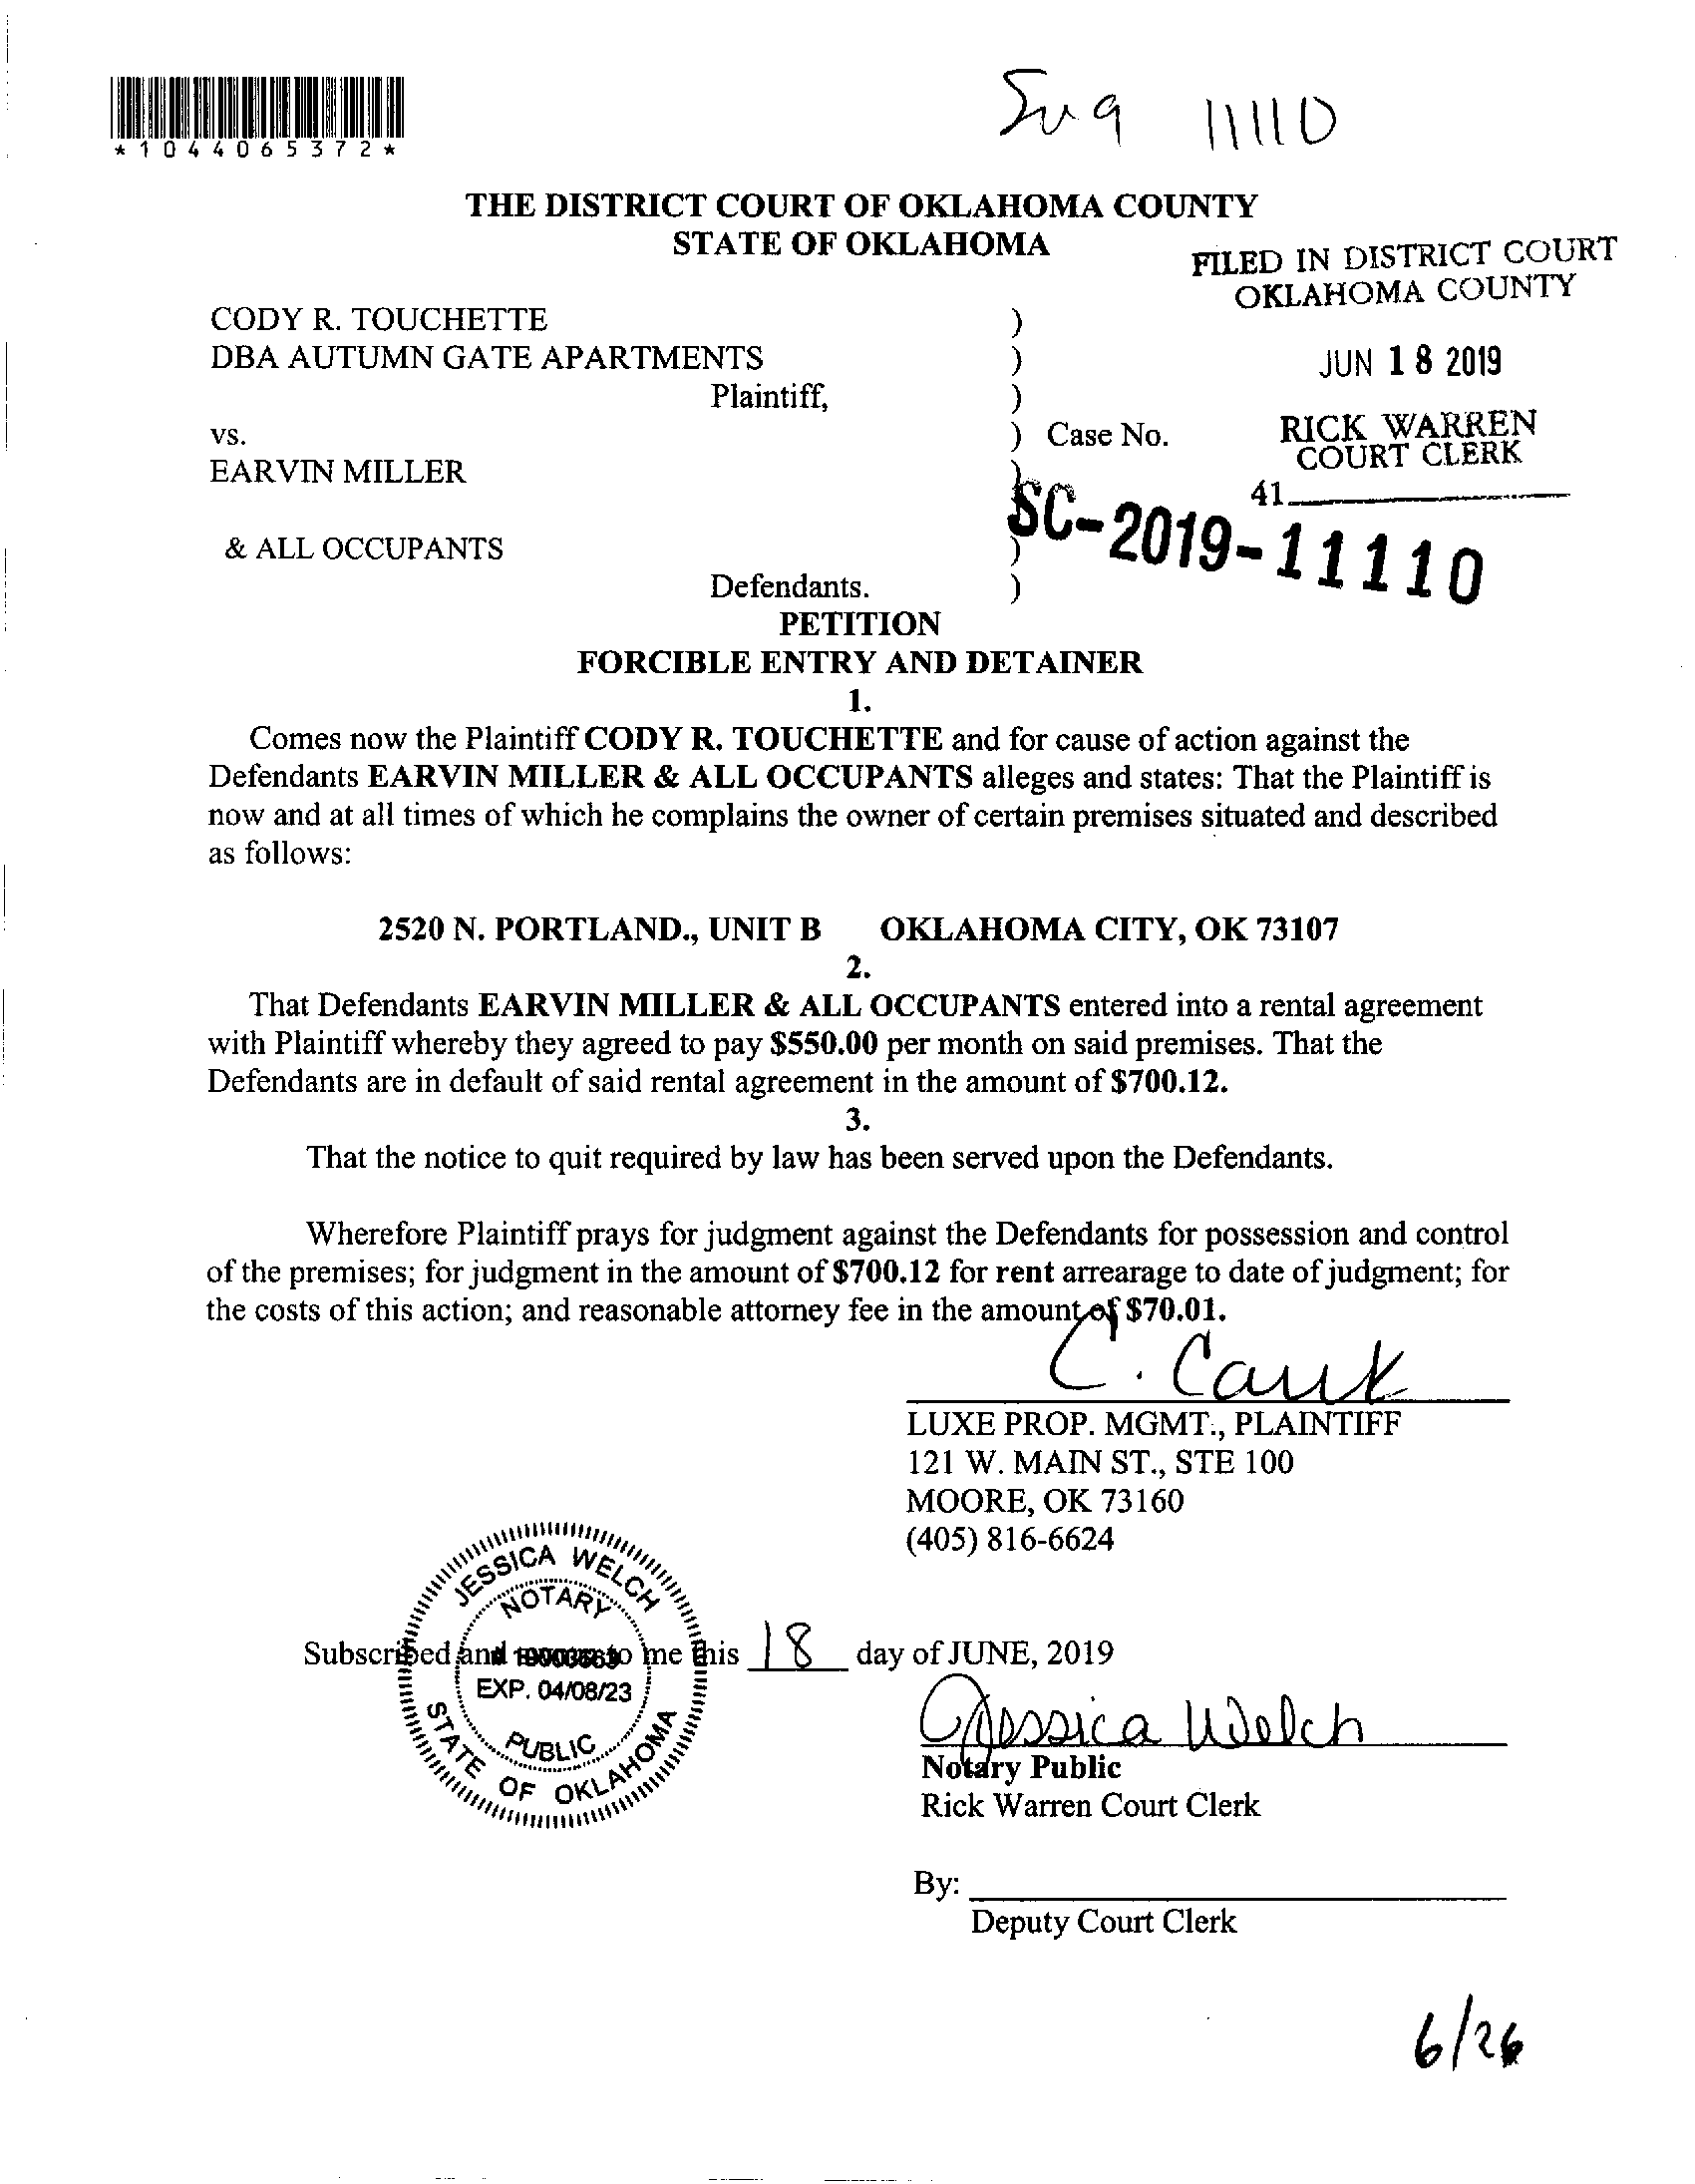 *1044065372*
11110
THE DISTRICT COURT OF OKLAHOMA COUNTY
STATE OF OKLAHOMA
FILED IN DISTRICT COURT
OKLAHOMA COUNTY
JUN 18 2019
RICK WARREN
COURT CLERK
41
CODY R. TOUCHETTE )
DBA AUTUMN GATE APARTMENTS )
Plaintiff, )
vs. ) Case No.
EARVIN MILLER )
SC-2019-11110
& ALL OCCUPANTS )
Defendants. )
PETITION
FORCIBLE ENTRY AND DETAINER
1.
Comes now the Plaintiff CODY R. TOUCHETTE and for cause of action against the
Defendants EARVIN MILLER & ALL OCCUPANTS alleges and states: That the Plaintiff is
now and at all times of which he complains the owner of certain premises situated and described
as follows:
2520 N. PORTLAND., UNIT B OKLAHOMA CITY, OK 73107
2.
That Defendants EARVIN MILLER & ALL OCCUPANTS entered into a rental agreement
with Plaintiff whereby they agreed to pay $550.00 per month on said premises. That the
Defendants are in default of said rental agreement in the amount of $700.12.
3.
That the notice to quit required by law has been served upon the Defendants.
Wherefore Plaintiff prays for judgment against the Defendants for possession and control
of the premises; for judgment in the amount of $700.12 for rent arrearage to date of judgment; for
the costs of this action; and reasonable attorney fee in the amount of $70.01.
C. Cauk
LUXE PROP. MGMT., PLAINTIFF
121 W. MAIN ST., STE 100
MOORE, OK 73160
(405) 816-6624
JESSICA WELCH
NOTARY
Subscribed and to me this 18 day of JUNE, 2019
EXP. 04/08/23
PUBLIC
STATE OF OKLAHOMA
Jessica Welch
Notary Public
Rick Warren Court Clerk
By:
Deputy Court Clerk
6/26